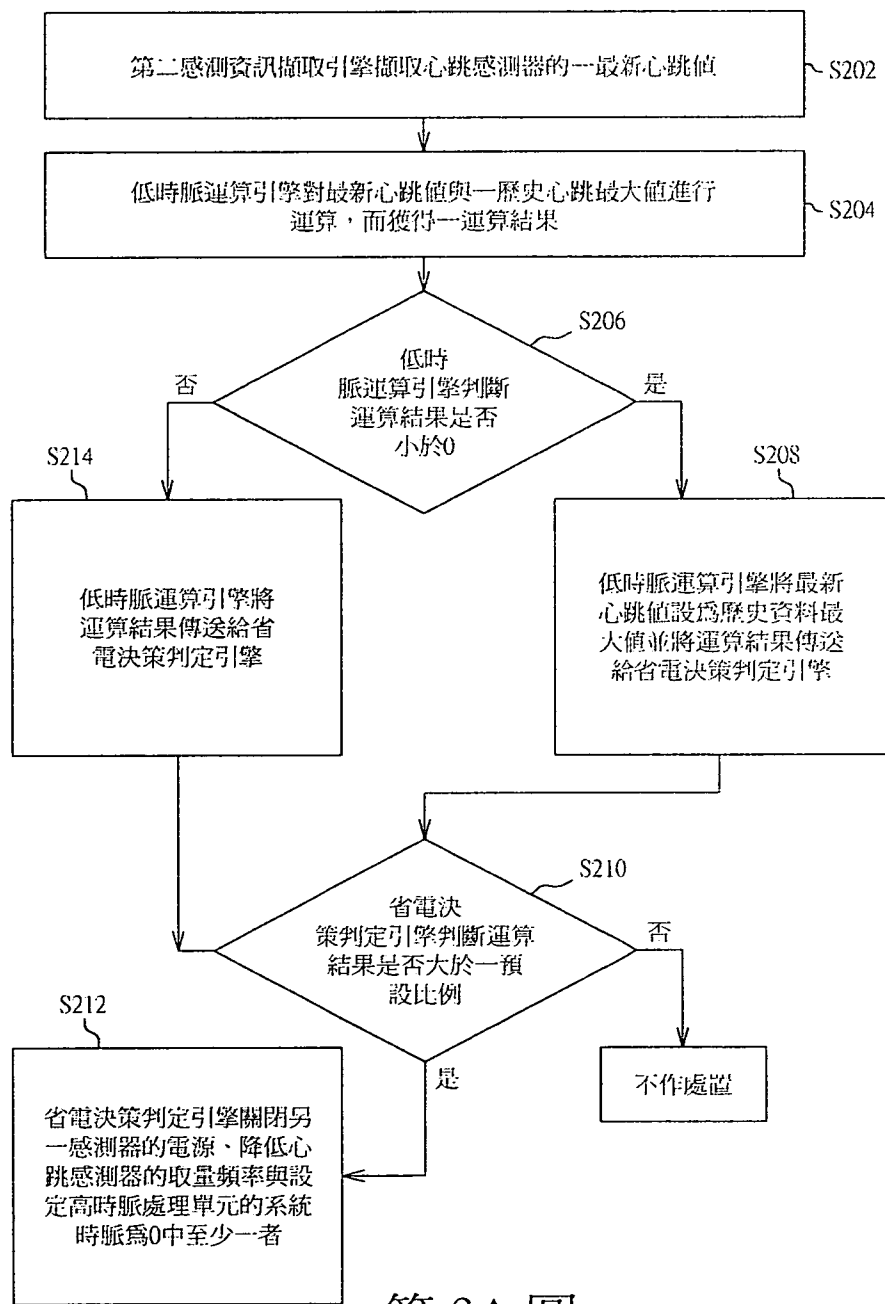 第二感測資訊擷取引擎擷取心跳感測器的一最新心跳値
S202
低時脈運算引擎對最新心跳値與一歷史心跳最大値進行
運算，而獲得一運算結果
S204
S206
低時
脈運算引擎判斷
運算結果是否
小於0
否
是
S214
S208
低時脈運算引擎將
運算結果傳送給省
電決策判定引擎
低時脈運算引擎將最新
心跳値設爲歷史資料最
大値並將運算結果傳送
給省電決策判定引擎
S210
省電決
策判定引擎判斷運算
結果是否大於一預
設比例
否
是
S212
不作處置
省電決策判定引擎關閉另
一感測器的電源、降低心
跳感測器的取量頻率與設
定高時脈處理單元的系統
時脈爲0中至少一者